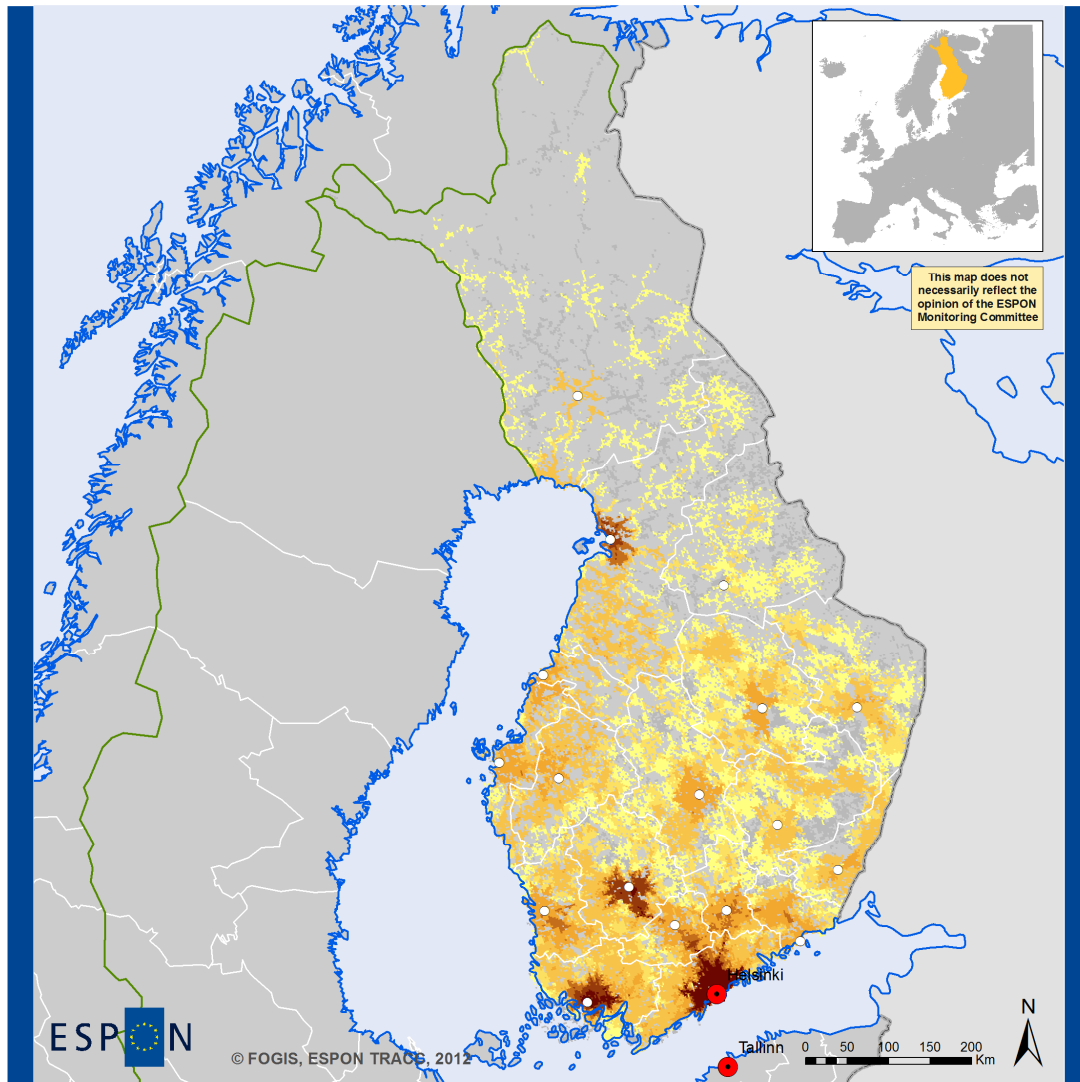 This map does not
necessarily reflect the
opinion of the ESPON
Monitoring Committee
Helsinki
Tallinn
N
0 50 100 150 200
Km
ESPON
© FOGIS, ESPON TRACC, 2012